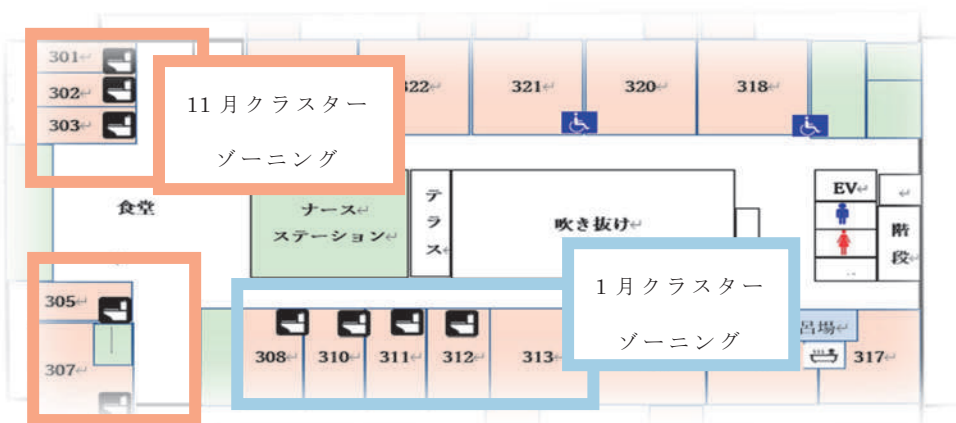 301↵
302↵
303↵
11月クラスター
ゾーニング
322↵
321↵
320↵
318↵
食堂
ナース↵
ステーション↵
テラス↵
吹き抜け↵
EV↵
階段↵
305↵
307↵
1月クラスター
ゾーニング
308↵
310↵
311↵
312↵
313↵
呂場↵
317↵